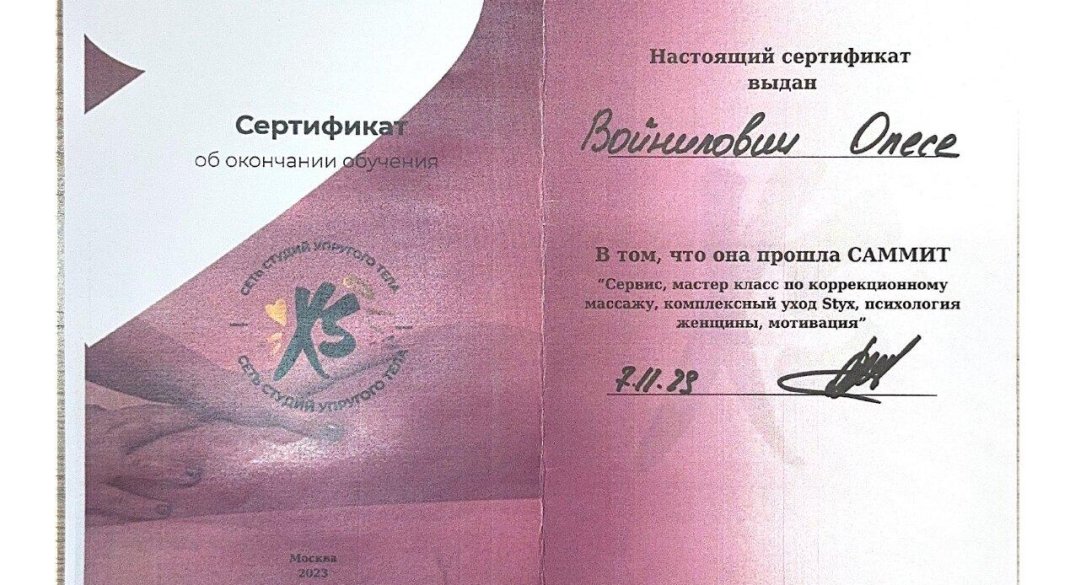 Сертификат
об окончании обучения
СЕТЬ СТУДИЙ УПРУГОГО ТЕЛА
XS
СЕТЬ СТУДИЙ УПРУГОГО ТЕЛА
Москва
2023
Настоящий сертификат
выдан
Войнилович Олесе
В том, что она прошла САММИТ
“Сервис, мастер класс по коррекционному
массажу, комплексный уход Styx, психология
женщины, мотивация”
7.11.23